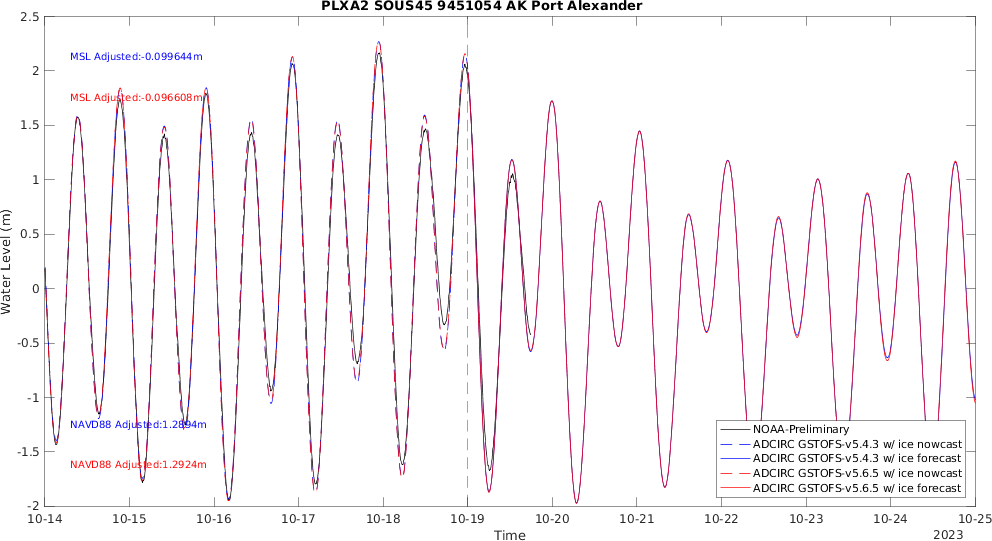 PLXA2 SOUS45 9451054 AK Port Alexander
2.5
2
1.5
1
0.5
0
-0.5
-1
-1.5
-2
Water Level (m)
MSL Adjusted:-0.099644m
MSL Adjusted:-0.096608m
NAVD88 Adjusted:1.2894m
NAVD88 Adjusted:1.2924m
NOAA-Preliminary
ADCIRC GSTOFS-v5.4.3 w/ ice nowcast
ADCIRC GSTOFS-v5.4.3 w/ ice forecast
ADCIRC GSTOFS-v5.6.5 w/ ice nowcast
ADCIRC GSTOFS-v5.6.5 w/ ice forecast
10-14 10-15 10-16 10-17 10-18 10-19 10-20 10-21 10-22 10-23 10-24 10-25
Time
2023